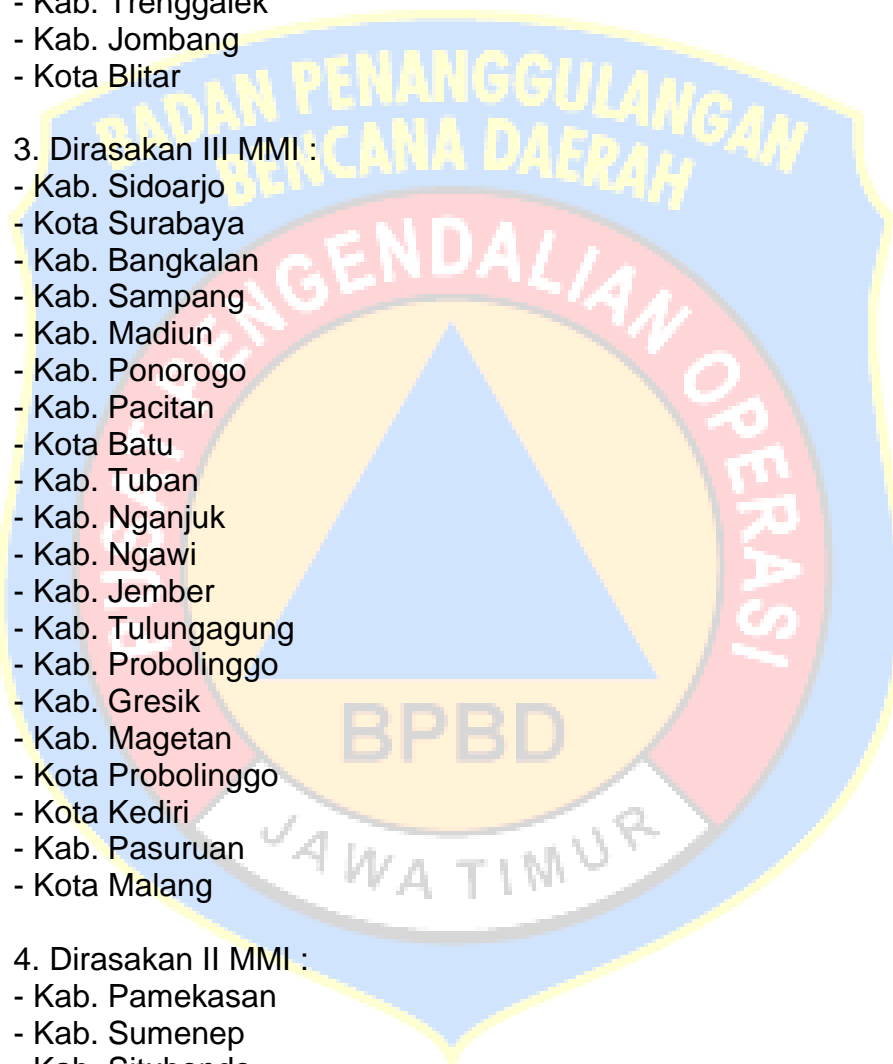 - Kab. Trenggalek
- Kab. Jombang
- Kota Blitar
BADAN PENANGGULANGAN
BENCANA DAERAH
3. Dirasakan III MMI :
- Kab. Sidoarjo
- Kota Surabaya
- Kab. Bangkalan
- Kab. Sampang
- Kab. Madiun
- Kab. Ponorogo
- Kab. Pacitan
- Kota Batu
- Kab. Tuban
- Kab. Nganjuk
- Kab. Ngawi
- Kab. Jember
- Kab. Tulungagung
- Kab. Probolinggo
- Kab. Gresik
- Kab. Magetan
- Kota Probolinggo
- Kota Kediri
- Kab. Pasuruan
- Kota Malang
PUSAT PENGENDALIAN OPERASI
BPBD
JAWA TIMUR
4. Dirasakan II MMI :
- Kab. Pamekasan
- Kab. Sumenep
- Kab. Situbondo